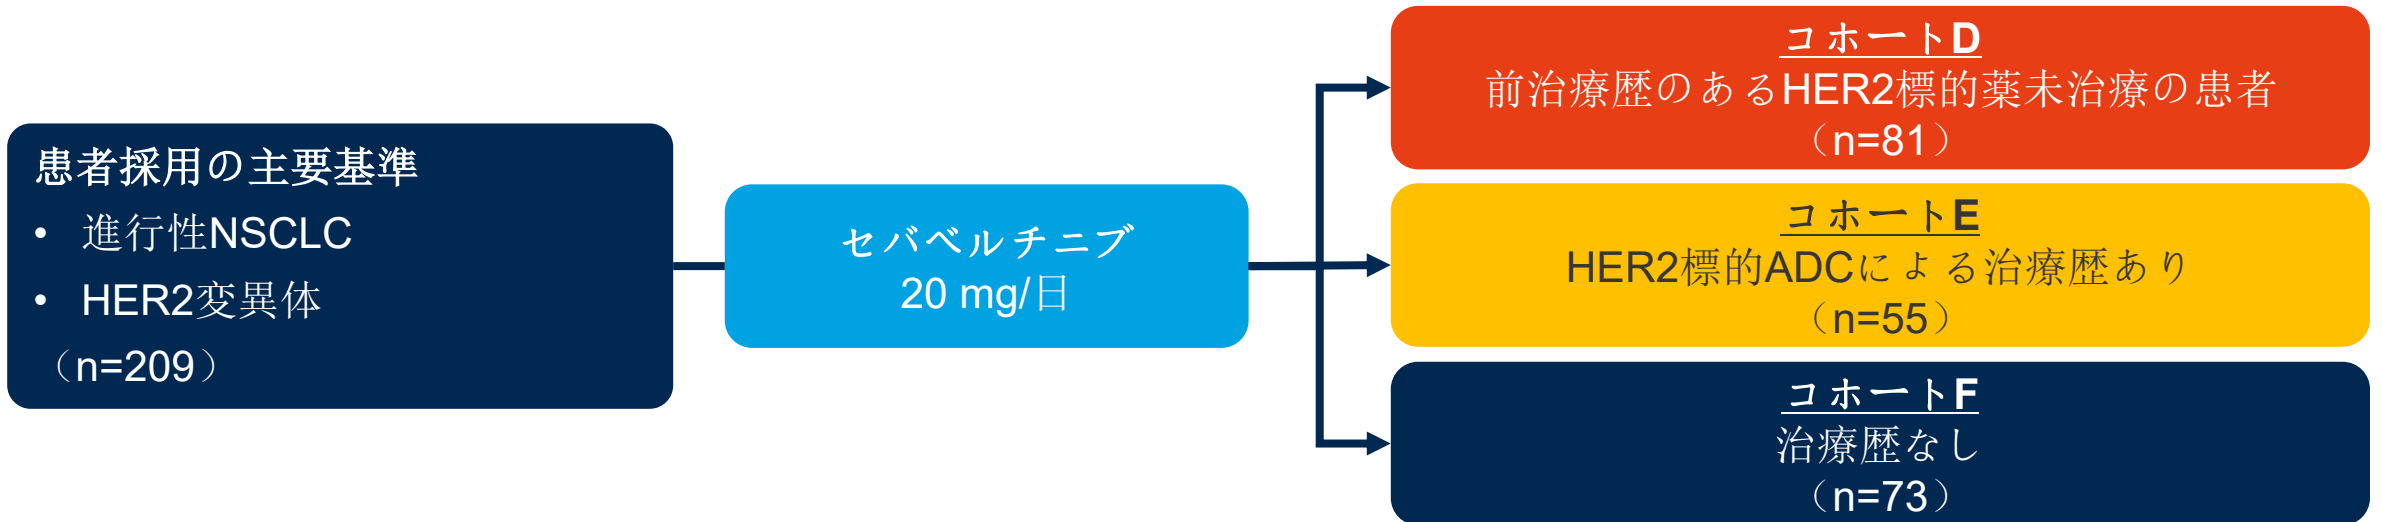 患者採用の主要基準
• 進行性NSCLC
• HER2変異体
（n=209）
セバベルチニブ
20 mg/日
コホートD
前治療歴のあるHER2標的薬未治療の患者
（n=81）
コホートE
HER2標的ADCによる治療歴あり
（n=55）
コホートF
治療歴なし
（n=73）